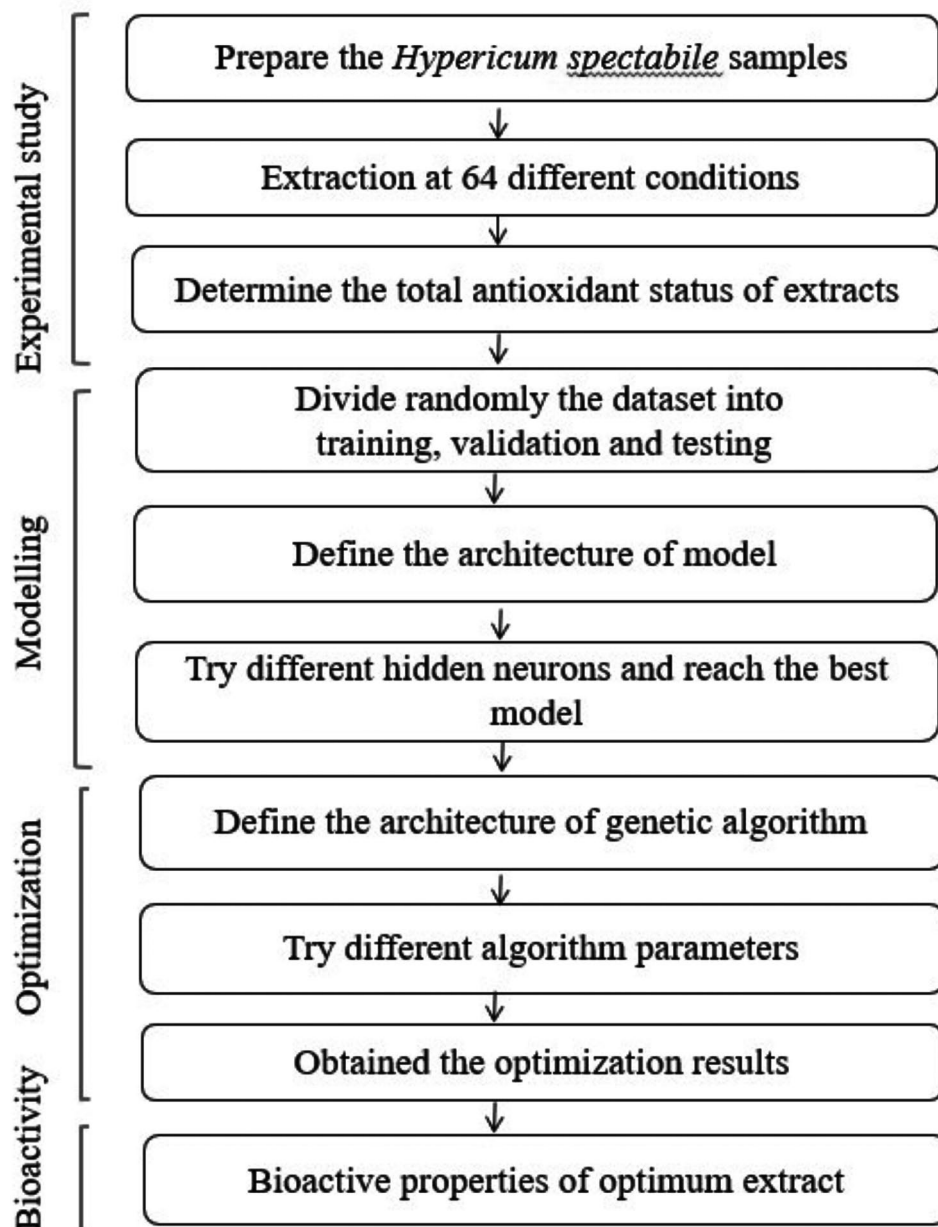 Experimental study
Prepare the Hypericum spectabile samples
Extraction at 64 different conditions
Determine the total antioxidant status of extracts
Modelling
Divide randomly the dataset into
training, validation and testing
Define the architecture of model
Try different hidden neurons and reach the best
model
Optimization
Define the architecture of genetic algorithm
Try different algorithm parameters
Obtained the optimization results
Bioactivity
Bioactive properties of optimum extract